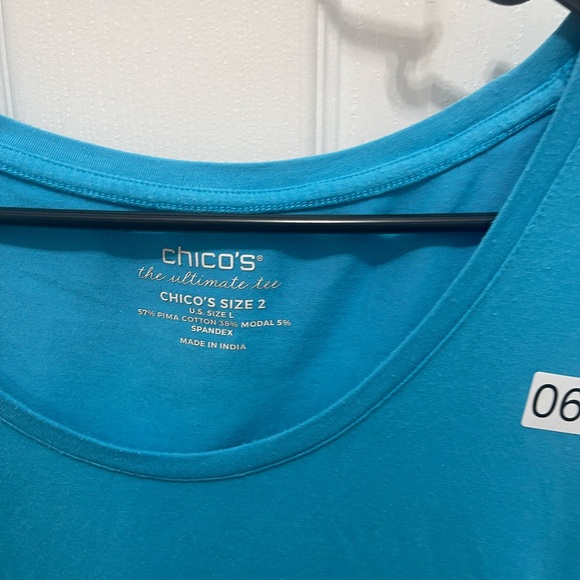 chico's®
the ultimate tee
CHICO'S SIZE 2
U.S. SIZE L
57% PIMA COTTON 38% MODAL 5%
SPANDEX
MADE IN INDIA
06